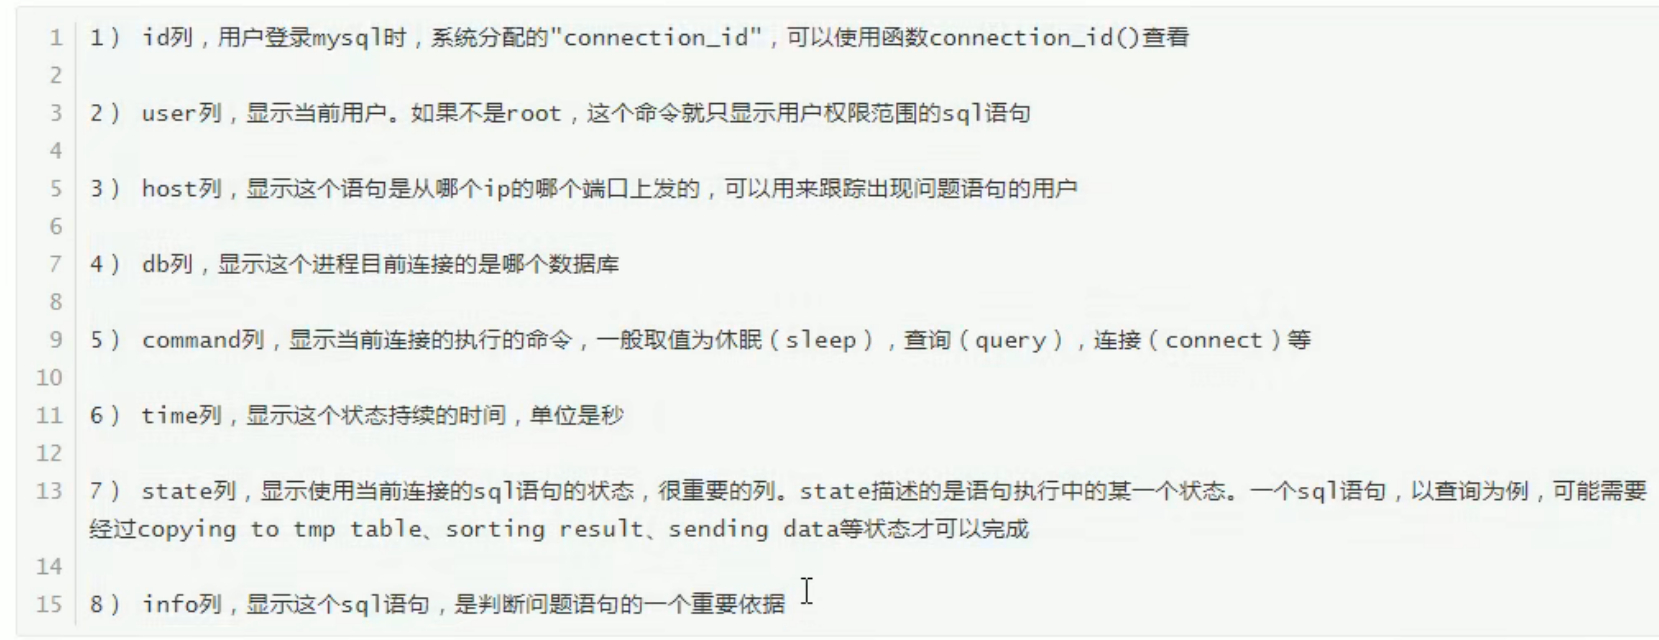 1 1） id列，用户登录mysql时，系统分配的"connection_id"，可以使用函数connection_id()查看
2
3 2） user列，显示当前用户。如果不是root，这个命令就只显示用户权限范围的sql语句
4
5 3） host列，显示这个语句是从哪个ip的哪个端口上发的，可以用来跟踪出现问题语句的用户
6
7 4） db列，显示这个进程目前连接的是哪个数据库
8
9 5） command列，显示当前连接的执行的命令，一般取值为休眠（sleep），查询（query），连接（connect）等
10
11 6） time列，显示这个状态持续的时间，单位是秒
12
13 7） state列，显示使用当前连接的sql语句的状态，很重要的列。state描述的是语句执行中的某一个状态。一个sql语句，以查询为例，可能需要
经过copying to tmp table、sorting result、sending data等状态才可以完成
14
15 8） info列，显示这个sql语句，是判断问题语句的一个重要依据